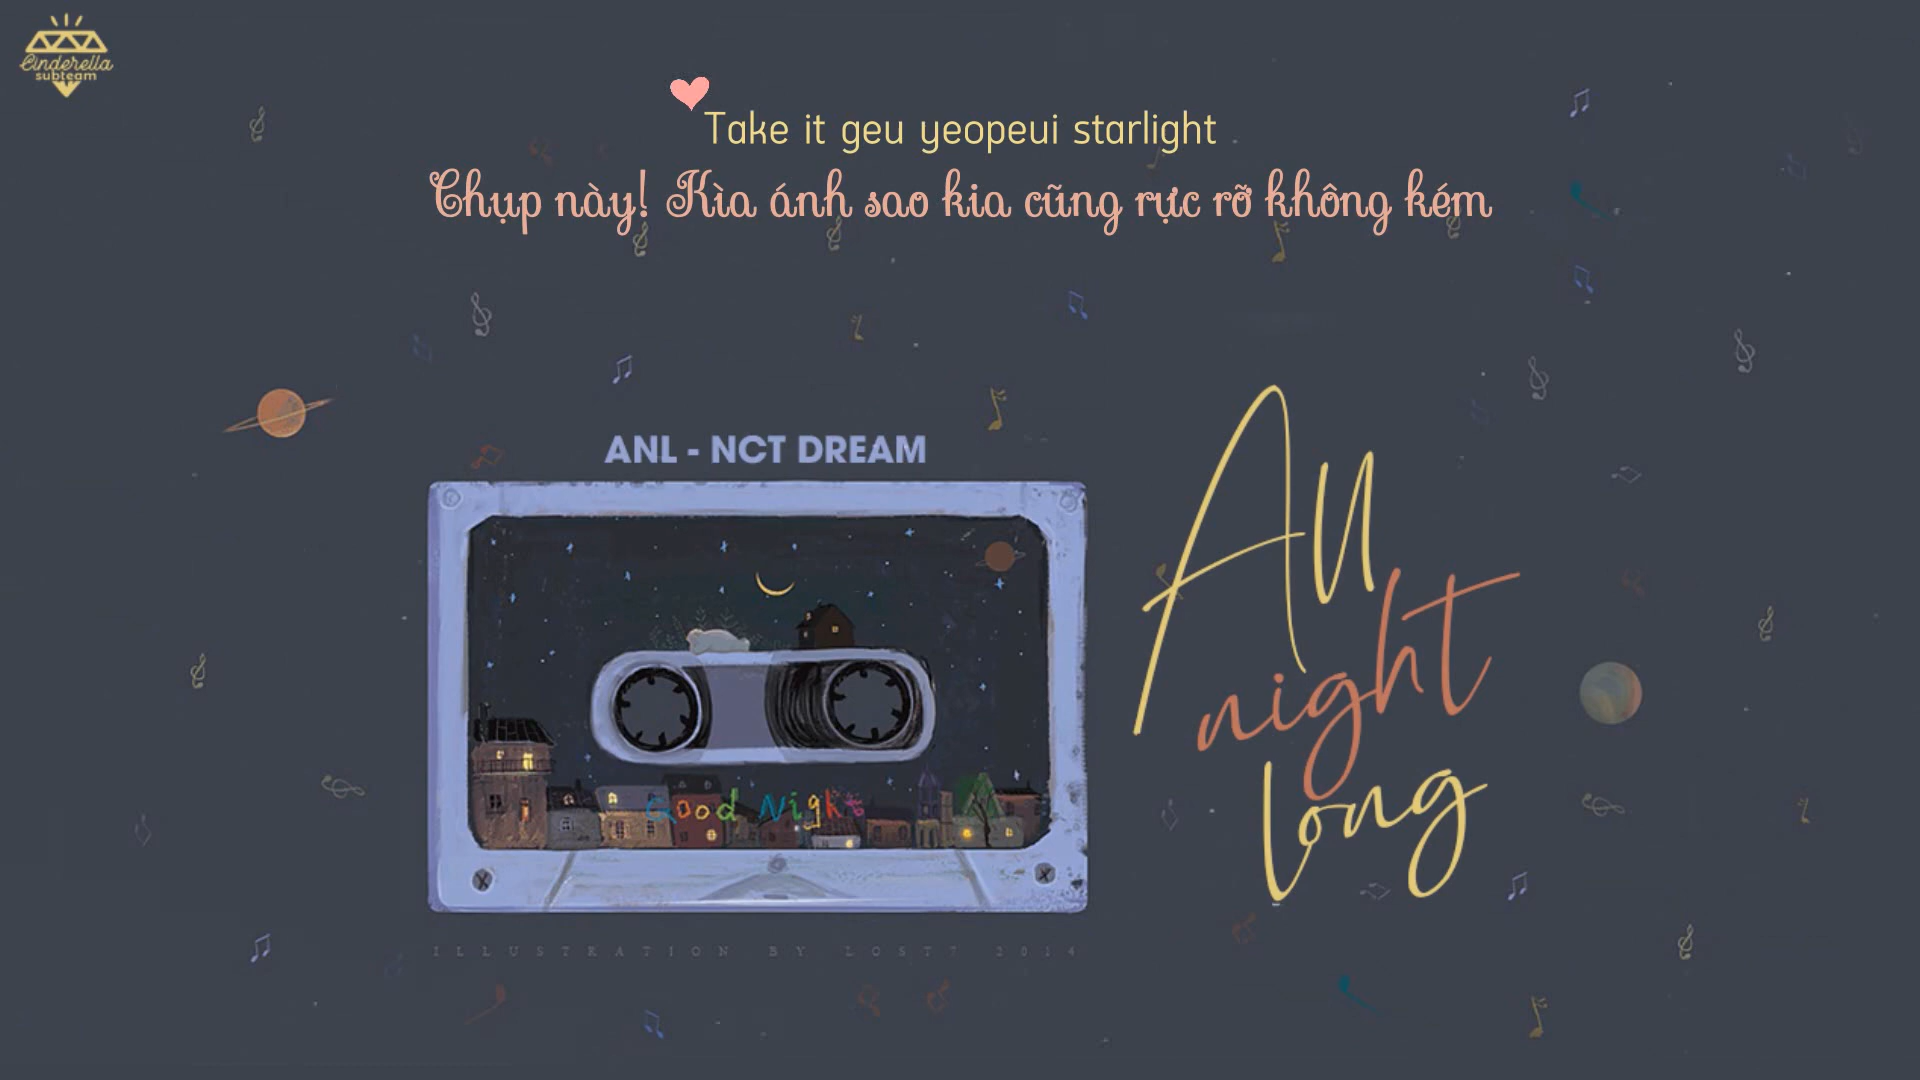 Cinderella
subteam
Take it geu yeopeui starlight
Chụp này! Kìa ánh sao kia cũng rực rỡ không kém
ANL - NCT DREAM
Good Night
All
night
long
ILLUSTRATION BY LOST7 2014